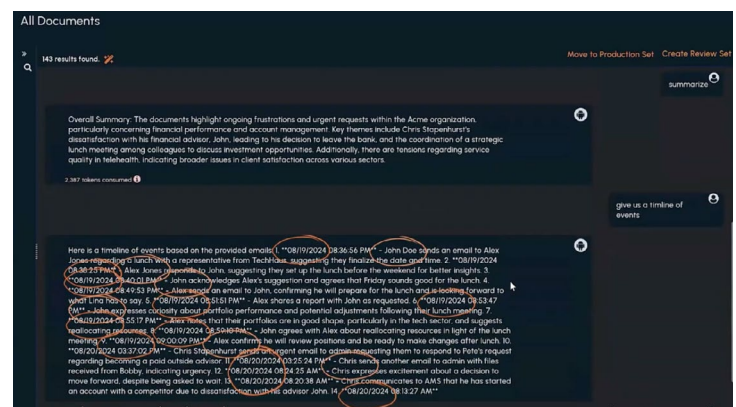 All Documents
143 results found.
Move to Production Set Create Review Set
summarize
Overall Summary: The documents highlight ongoing frustrations and urgent requests within the Acme organization,
particularly concerning financial performance and account management. Key themes include Chris Stapenhurst's
dissatisfaction with his financial advisor, John, leading to his decision to leave the bank, and the coordination of a strategic
lunch meeting among colleagues to discuss investment opportunities. Additionally, there are tensions regarding service
quality in telehealth, indicating broader issues in client satisfaction across various sectors.
2,387 tokens consumed
give us a timline of
events
Here is a timeline of events based on the provided emails: 1. **08/19/2024 08:36:56 PM** - John Doe sends an email to Alex
Jones regarding a lunch with a representative from TechHaus, suggesting they finalize the date and time. 2. **08/19/2024
08:38:25 PM** - Alex Jones responds to John, suggesting they set up the lunch before the weekend for better insights. 3.
**08/19/2024 08:40:01 PM** - John acknowledges Alex's suggestion and agrees that Friday sounds good for the lunch. 4.
**08/19/2024 08:49:53 PM** - Alex sends an email to John, confirming he will prepare for the lunch and is looking forward to
what Lina has to say. 5. **08/19/2024 08:51:51 PM** - Alex shares a report with John as requested. 6. **08/19/2024 08:53:47
PM** - John expresses curiosity about portfolio performance and potential adjustments following their lunch meeting. 7.
**08/19/2024 08:55:17 PM** - Alex notes that their portfolios are in good shape, particularly in the tech sector, and suggests
reallocating resources. 8. **08/19/2024 08:59:10 PM** - John agrees with Alex about reallocating resources in light of the lunch
meeting. 9. **08/19/2024 09:00:09 PM** - Alex confirms he will review positions and be ready to make changes after lunch. 10.
**08/20/2024 03:37:02 PM** - Chris Stapenhurst sends an urgent email to admin requesting them to respond to Pete's request
regarding becoming a paid outside advisor. 11. **08/20/2024 03:25:24 PM** - Chris sends another email to admin with files
received from Bobby, indicating urgency. 12. **08/20/2024 08:24:25 AM** - Chris expresses excitement about a decision to
move forward, despite being asked to wait. 13. **08/20/2024 08:20:38 AM** - Chris communicates to AMS that he has started
an account with a competitor due to dissatisfaction with his advisor John. 14. **08/20/2024 08:13:27 AM**